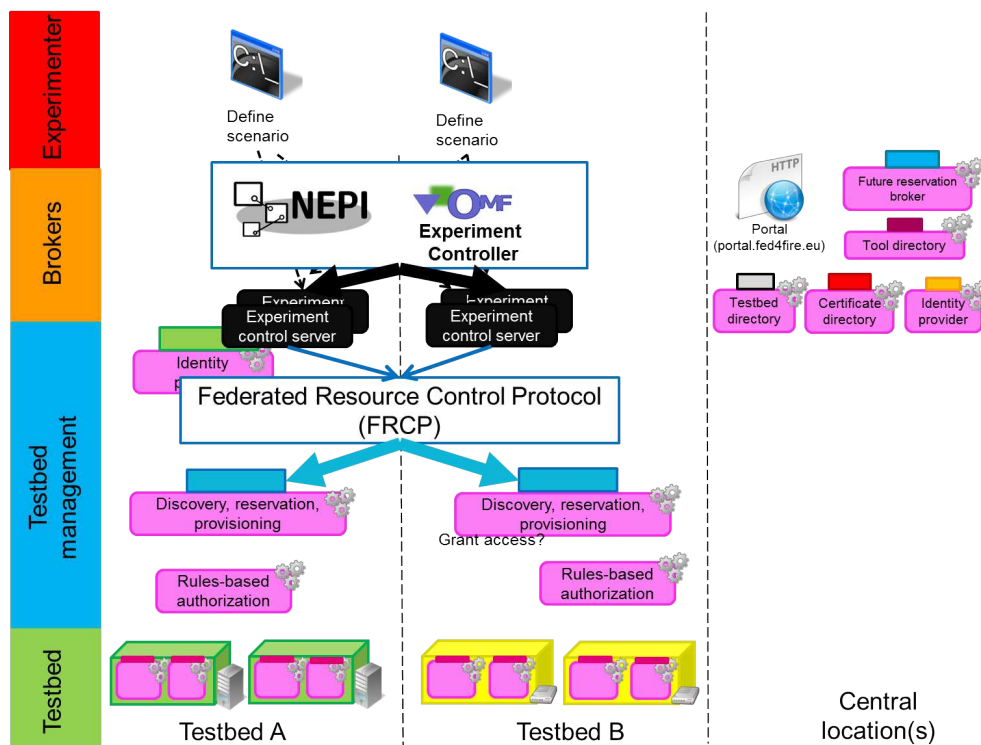 Experimenter
C:\_
C:\_
Define
scenario
Define
scenario
Brokers
NEPI
OMF
Experiment
Controller
HTTP
Portal
(portal.fed4fire.eu)
Future reservation
broker
Tool directory
Testbed
directory
Certificate
directory
Identity
provider
Experiment
Experiment
control server
Experiment
Experiment
control server
Testbed
management
Identity
Federated Resource Control Protocol
(FRCP)
Discovery, reservation,
provisioning
Discovery, reservation,
provisioning
Grant access?
Rules-based
authorization
Rules-based
authorization
Testbed
Testbed A
Testbed B
Central
location(s)